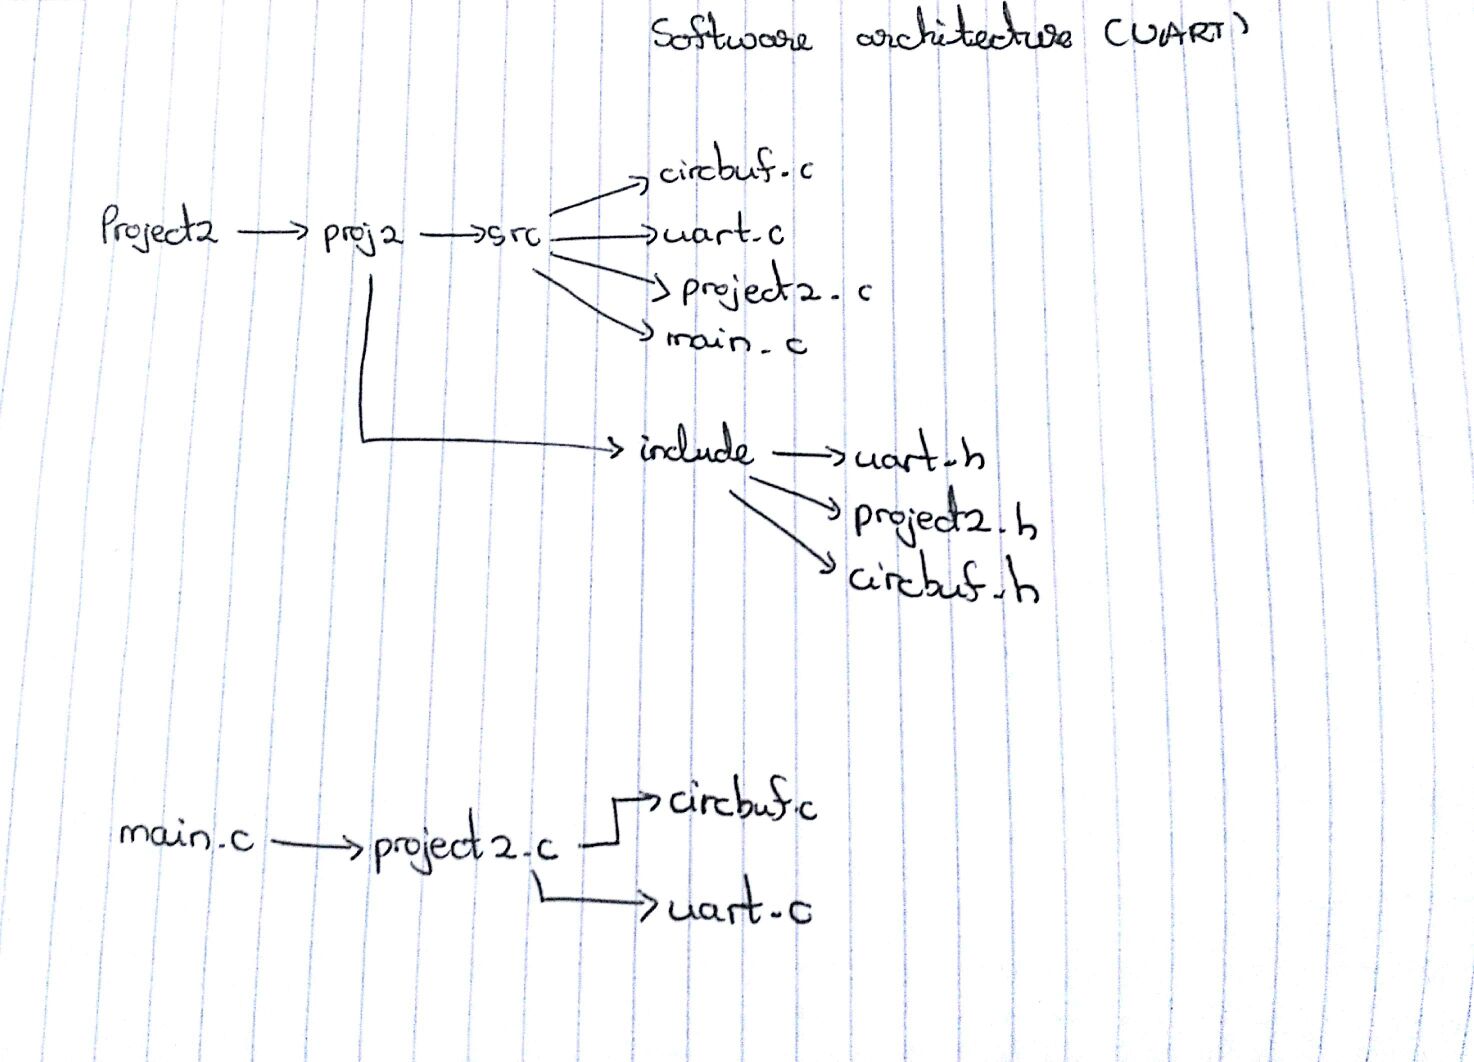 Software architecture (UART)
circbuf.c
Project2 → proj2 → src → uart.c
project2.c
main.c
include → uart.h
project2.h
circbuf.h
circbuf.c
main.c → project2.c
uart.c